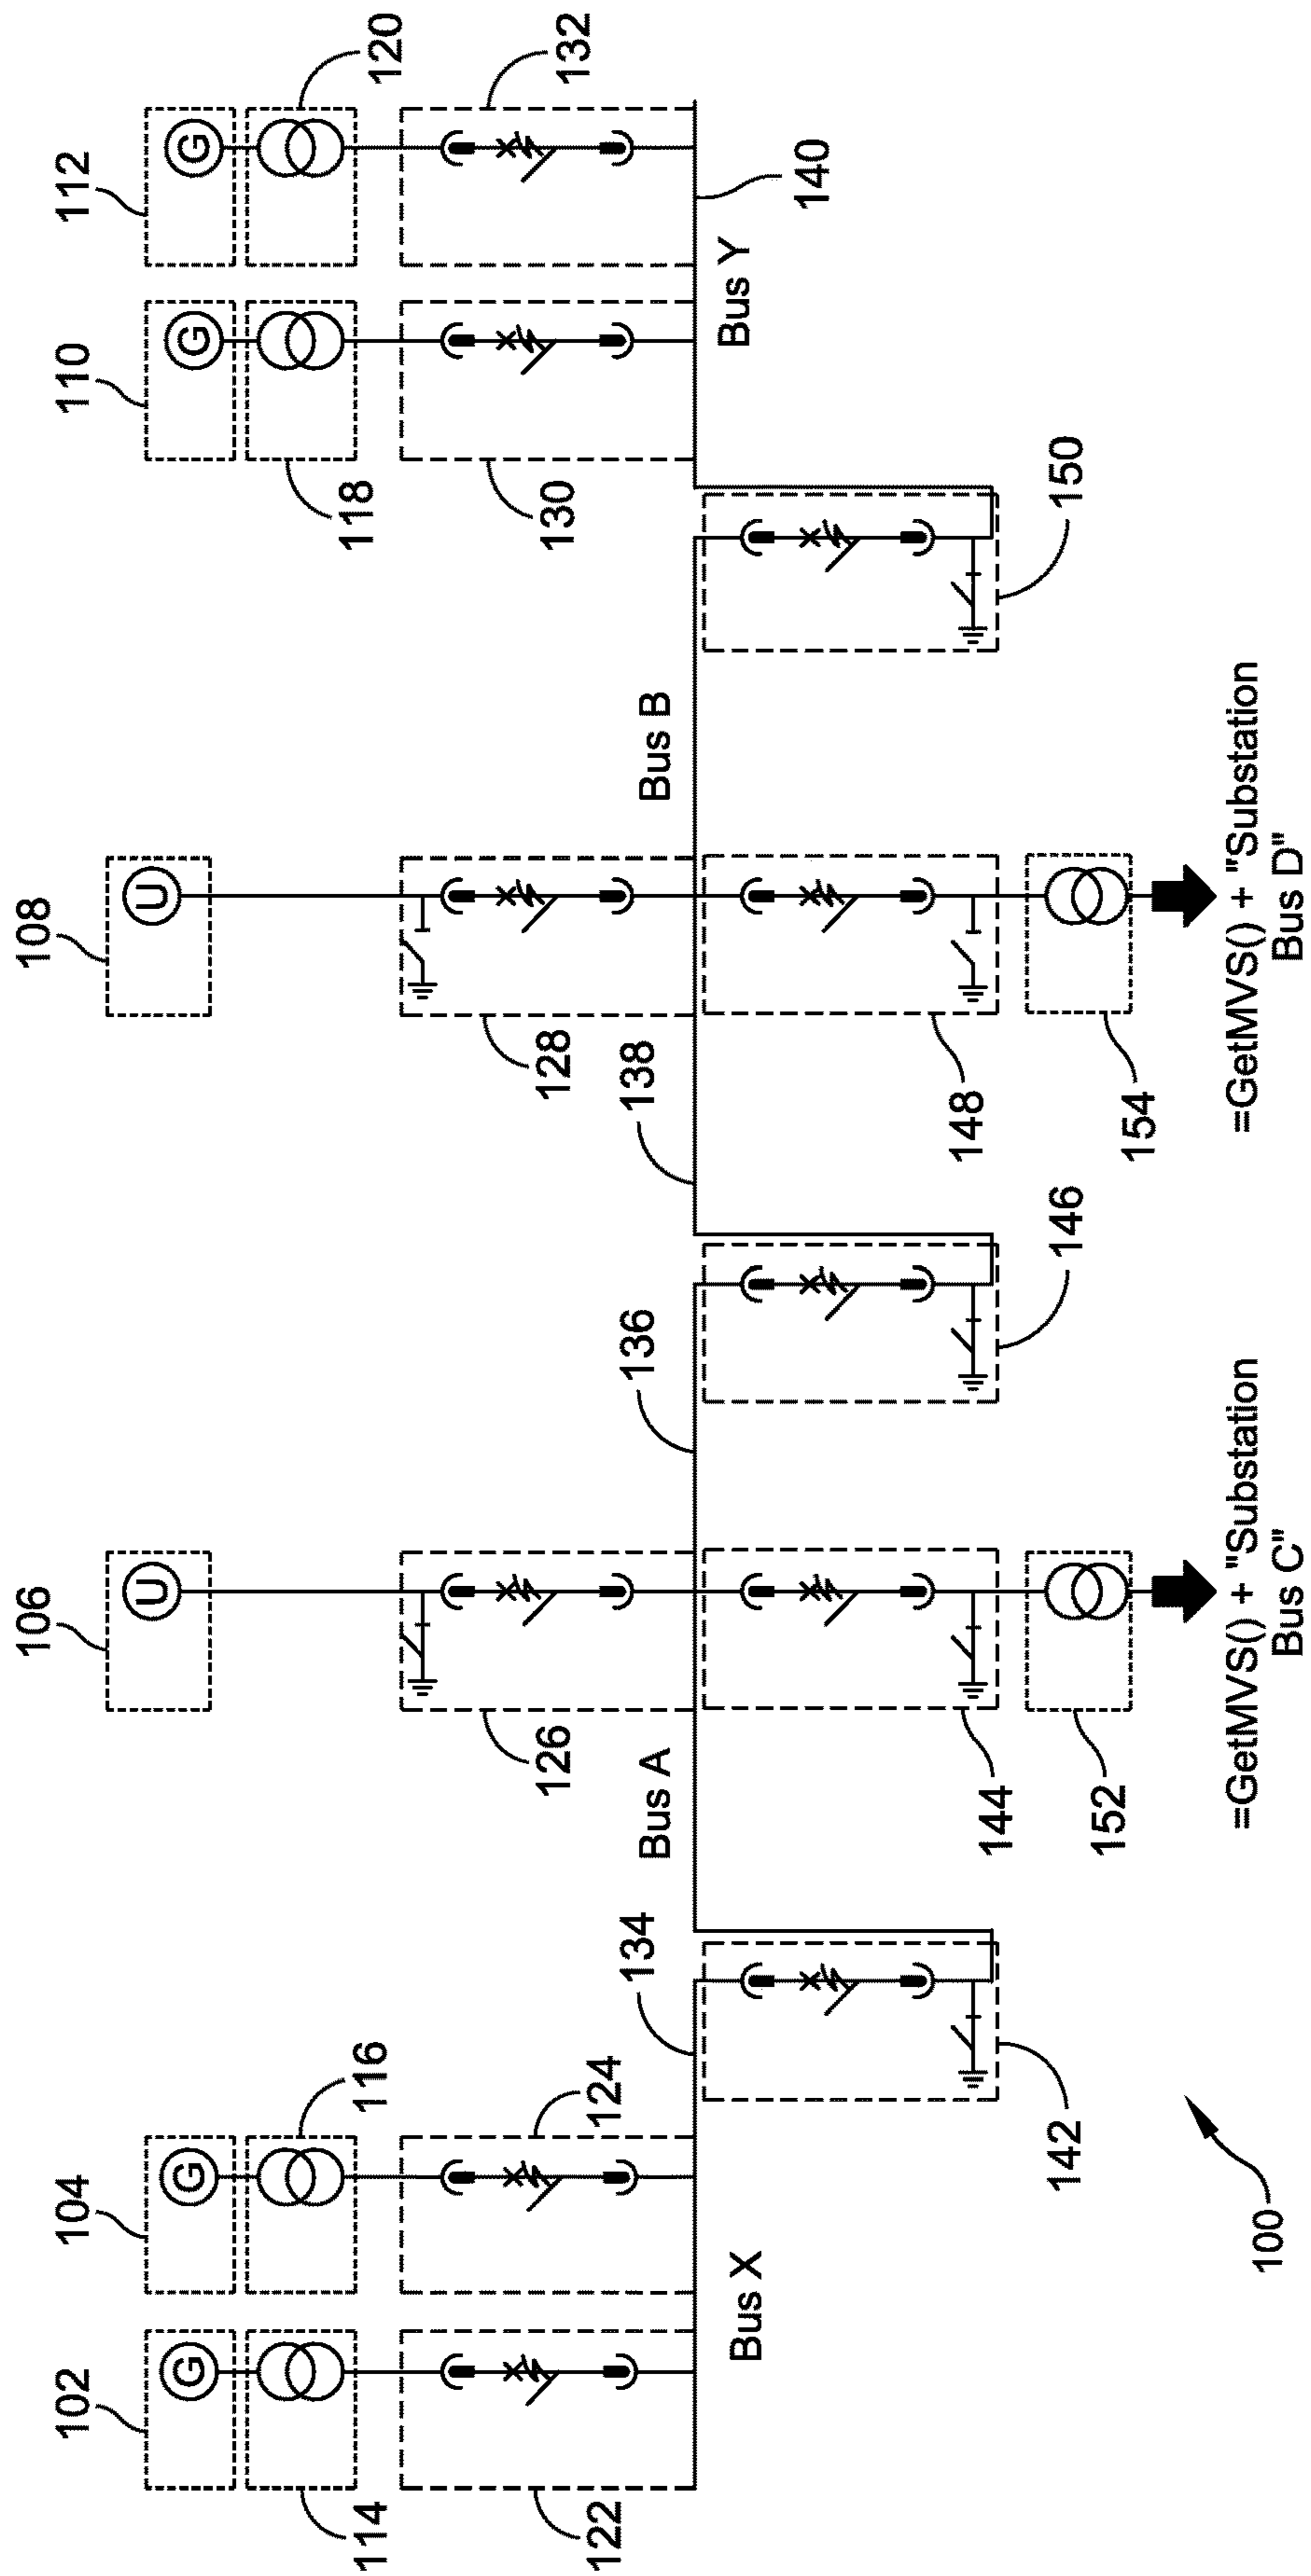 106
108
102
104
110
112
G
G
U
U
G
G
114
116
118
120
122
124
126
128
130
132
Bus A
Bus B
134
136
138
Bus X
Bus Y
140
142
144
146
148
150
152
154
=GetMVS() + "Substation
Bus C"
=GetMVS() + "Substation
Bus D"
100